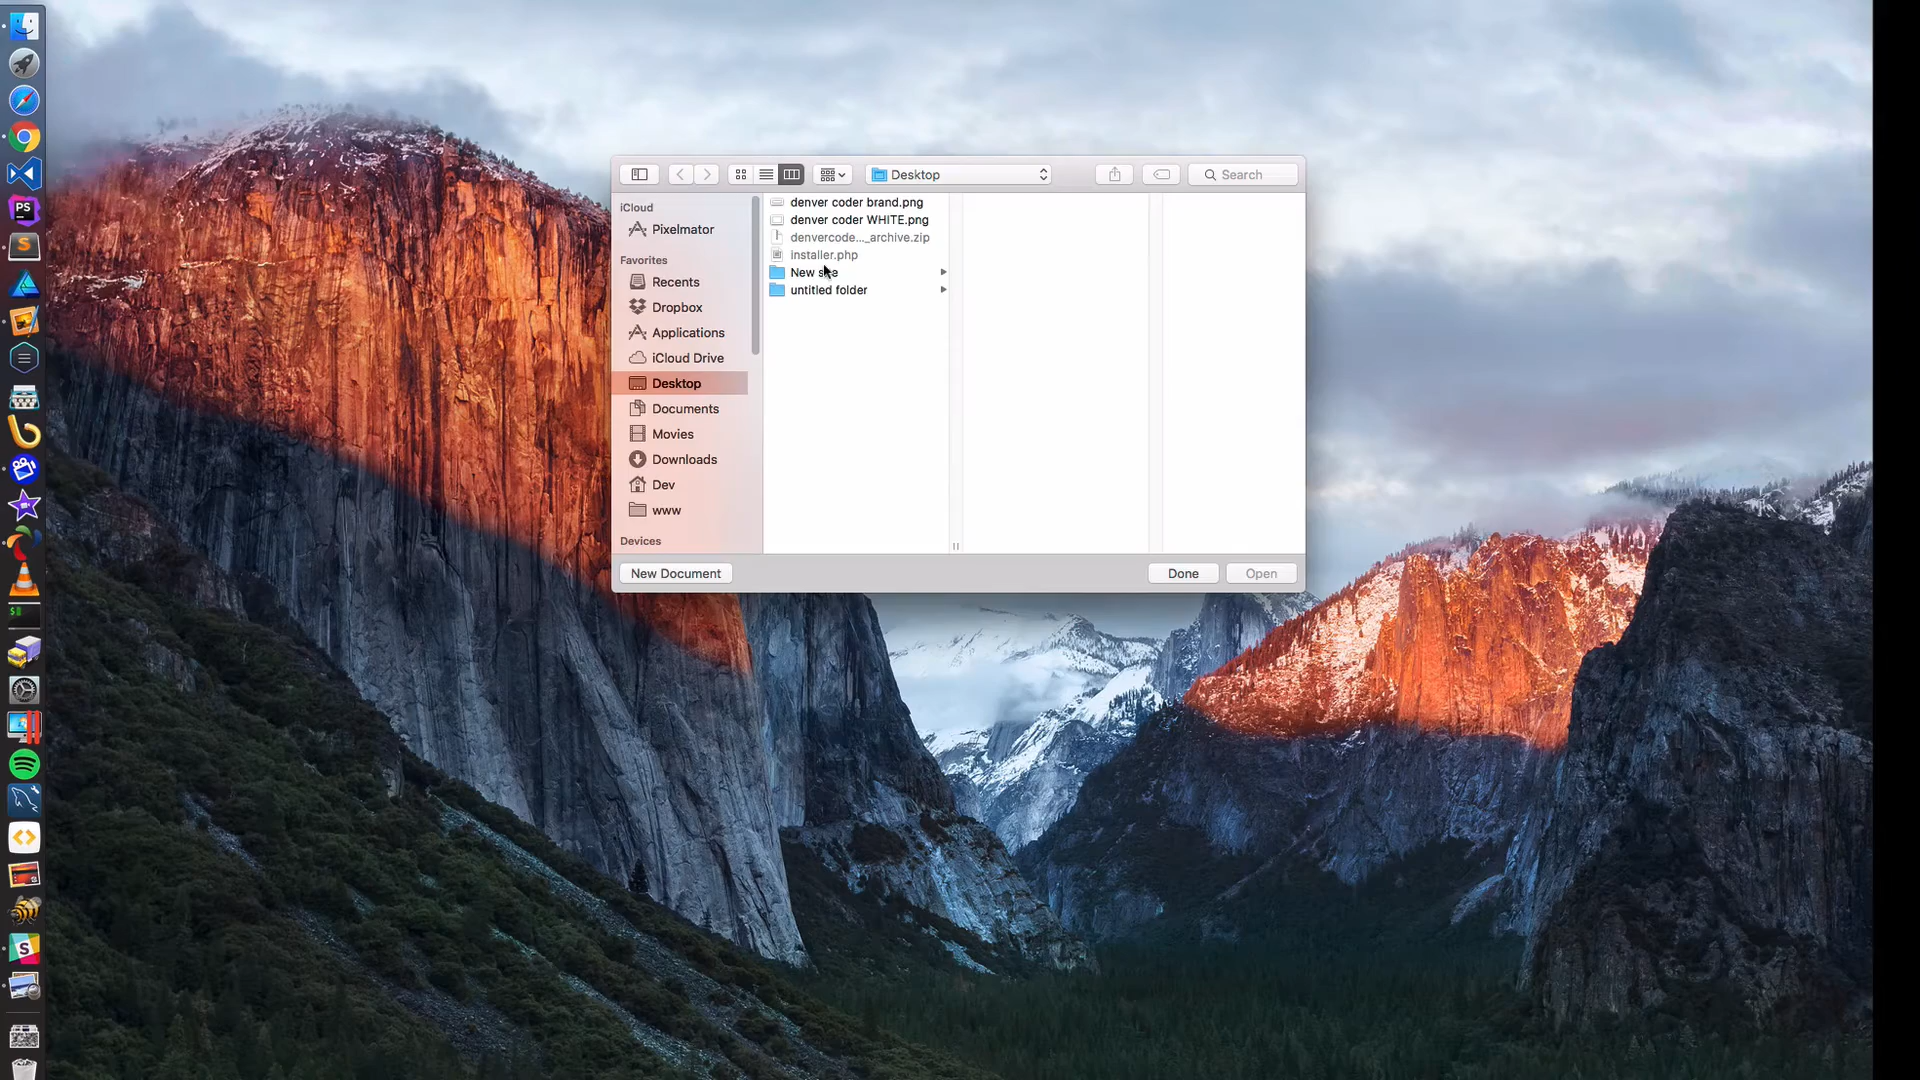 Desktop
Search
iCloud
Pixelmator
Favorites
Recents
Dropbox
Applications
iCloud Drive
Desktop
Documents
Movies
Downloads
Dev
www
Devices
denver coder brand.png
denver coder WHITE.png
denvercode..._archive.zip
installer.php
New
untitled folder
New Document
Done
Open
PS
S
$
S